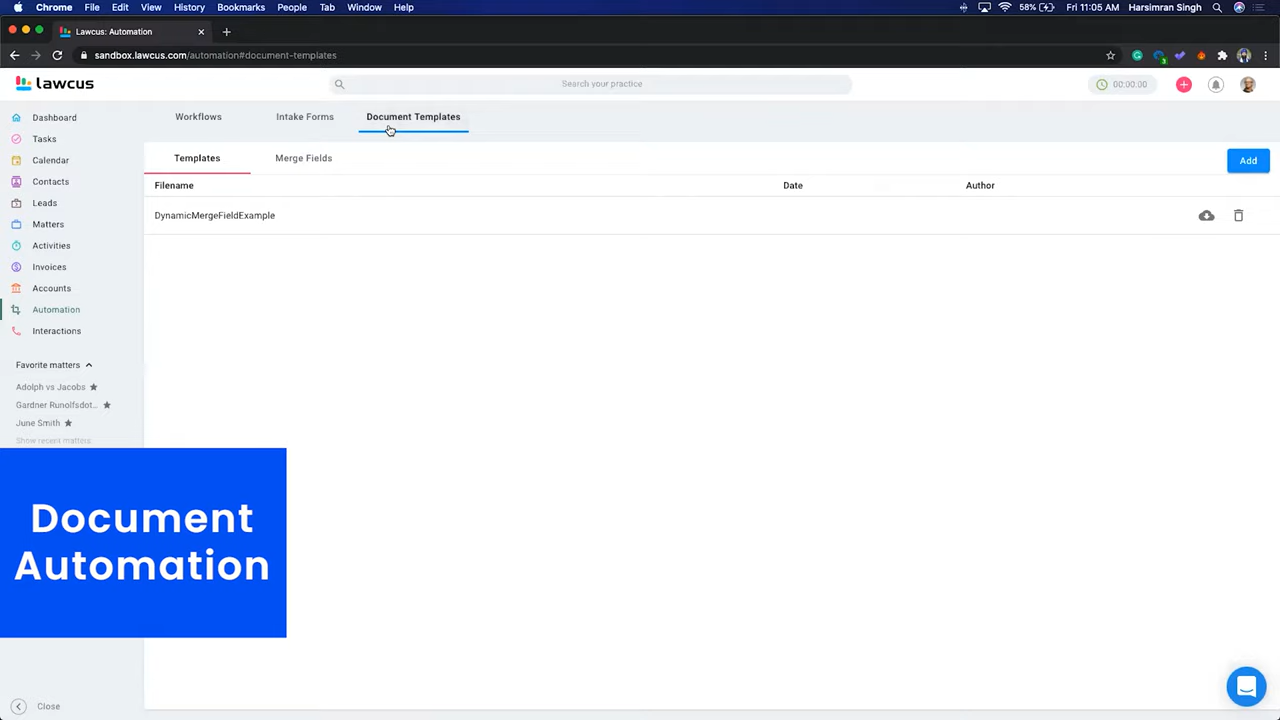 Chrome File Edit View History Bookmarks People Tab Window Help 58% Fri 11:05 AM Harsimran Singh
Lawcus: Automation
sandbox.lawcus.com/automation#document-templates
lawcus Search your practice 00:00:00
Dashboard
Tasks
Calendar
Contacts
Leads
Matters
Activities
Invoices
Accounts
Automation
Interactions
Favorite matters
Adolph vs Jacobs
Gardner Runolfsdot...
June Smith
Show recent matters:
Close
Workflows Intake Forms Document Templates
Templates Merge Fields Add
Filename Date Author
DynamicMergeFieldExample
Document
Automation